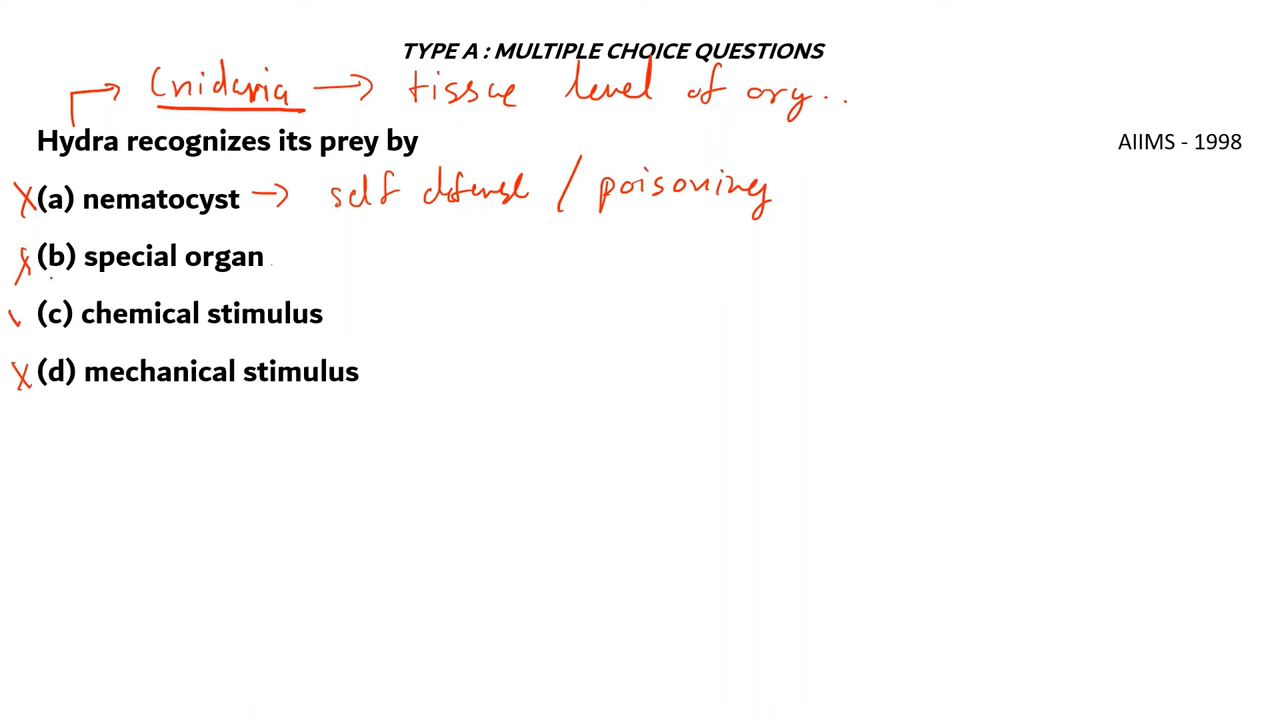 TYPE A : MULTIPLE CHOICE QUESTIONS
Cnidaria → tissue level of org..
Hydra recognizes its prey by AIIMS - 1998
X (a) nematocyst → self defense / poisoning
X (b) special organ
✓ (c) chemical stimulus
X (d) mechanical stimulus